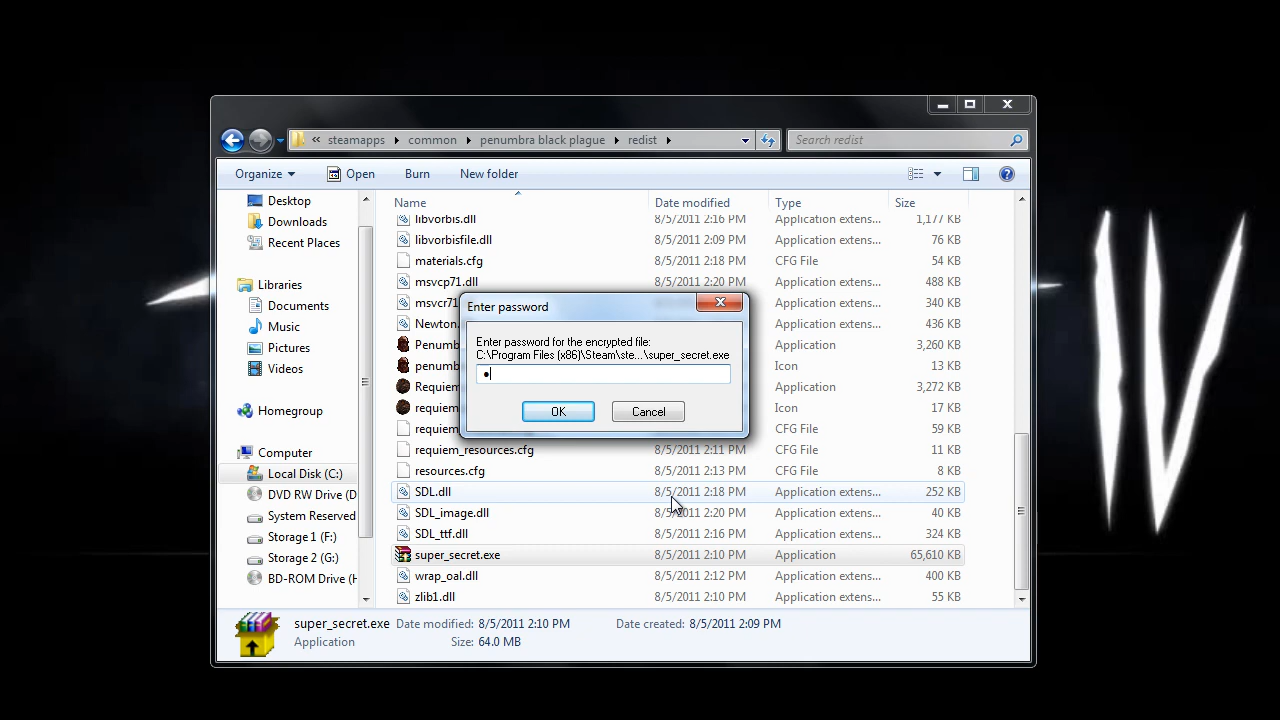 « steamapps common penumbra black plague redist
Search redist
Organize Open Burn New folder
Name Date modified Type Size
Desktop
Downloads
Recent Places
Libraries
Documents
Music
Pictures
Videos
Homegroup
Computer
Local Disk (C:)
DVD RW Drive (D
System Reserved
Storage 1 (F:)
Storage 2 (G:)
BD-ROM Drive (H
libvorbis.dll 8/5/2011 2:16 PM Application extens... 1,177 KB
libvorbisfile.dll 8/5/2011 2:09 PM Application extens... 76 KB
materials.cfg 8/5/2011 2:16 PM CFG File 54 KB
msvcp71.dll 8/5/2011 2:20 PM Application extens... 488 KB
msvcr71 Application extens... 340 KB
Newton. Application extens... 436 KB
Penumb Application 3,260 KB
penumb Icon 13 KB
Requiem Application 3,272 KB
requiem Icon 17 KB
requiem CFG File 59 KB
requiem_resources.cfg 8/5/2011 2:11 PM CFG File 11 KB
resources.cfg 8/5/2011 2:13 PM CFG File 8 KB
SDL.dll 8/5/2011 2:18 PM Application extens... 252 KB
SDL_image.dll 8/5/2011 2:20 PM Application extens... 40 KB
SDL_ttf.dll 8/5/2011 2:16 PM Application extens... 324 KB
super_secret.exe 8/5/2011 2:10 PM Application 65,610 KB
wrap_oal.dll 8/5/2011 2:12 PM Application extens... 400 KB
zlib1.dll 8/5/2011 2:10 PM Application extens... 55 KB
Enter password
Enter password for the encrypted file:
C:\Program Files (x86)\Steam\ste...\super_secret.exe
OK Cancel
super_secret.exe Date modified: 8/5/2011 2:10 PM Date created: 8/5/2011 2:09 PM
Application Size: 64.0 MB
IV